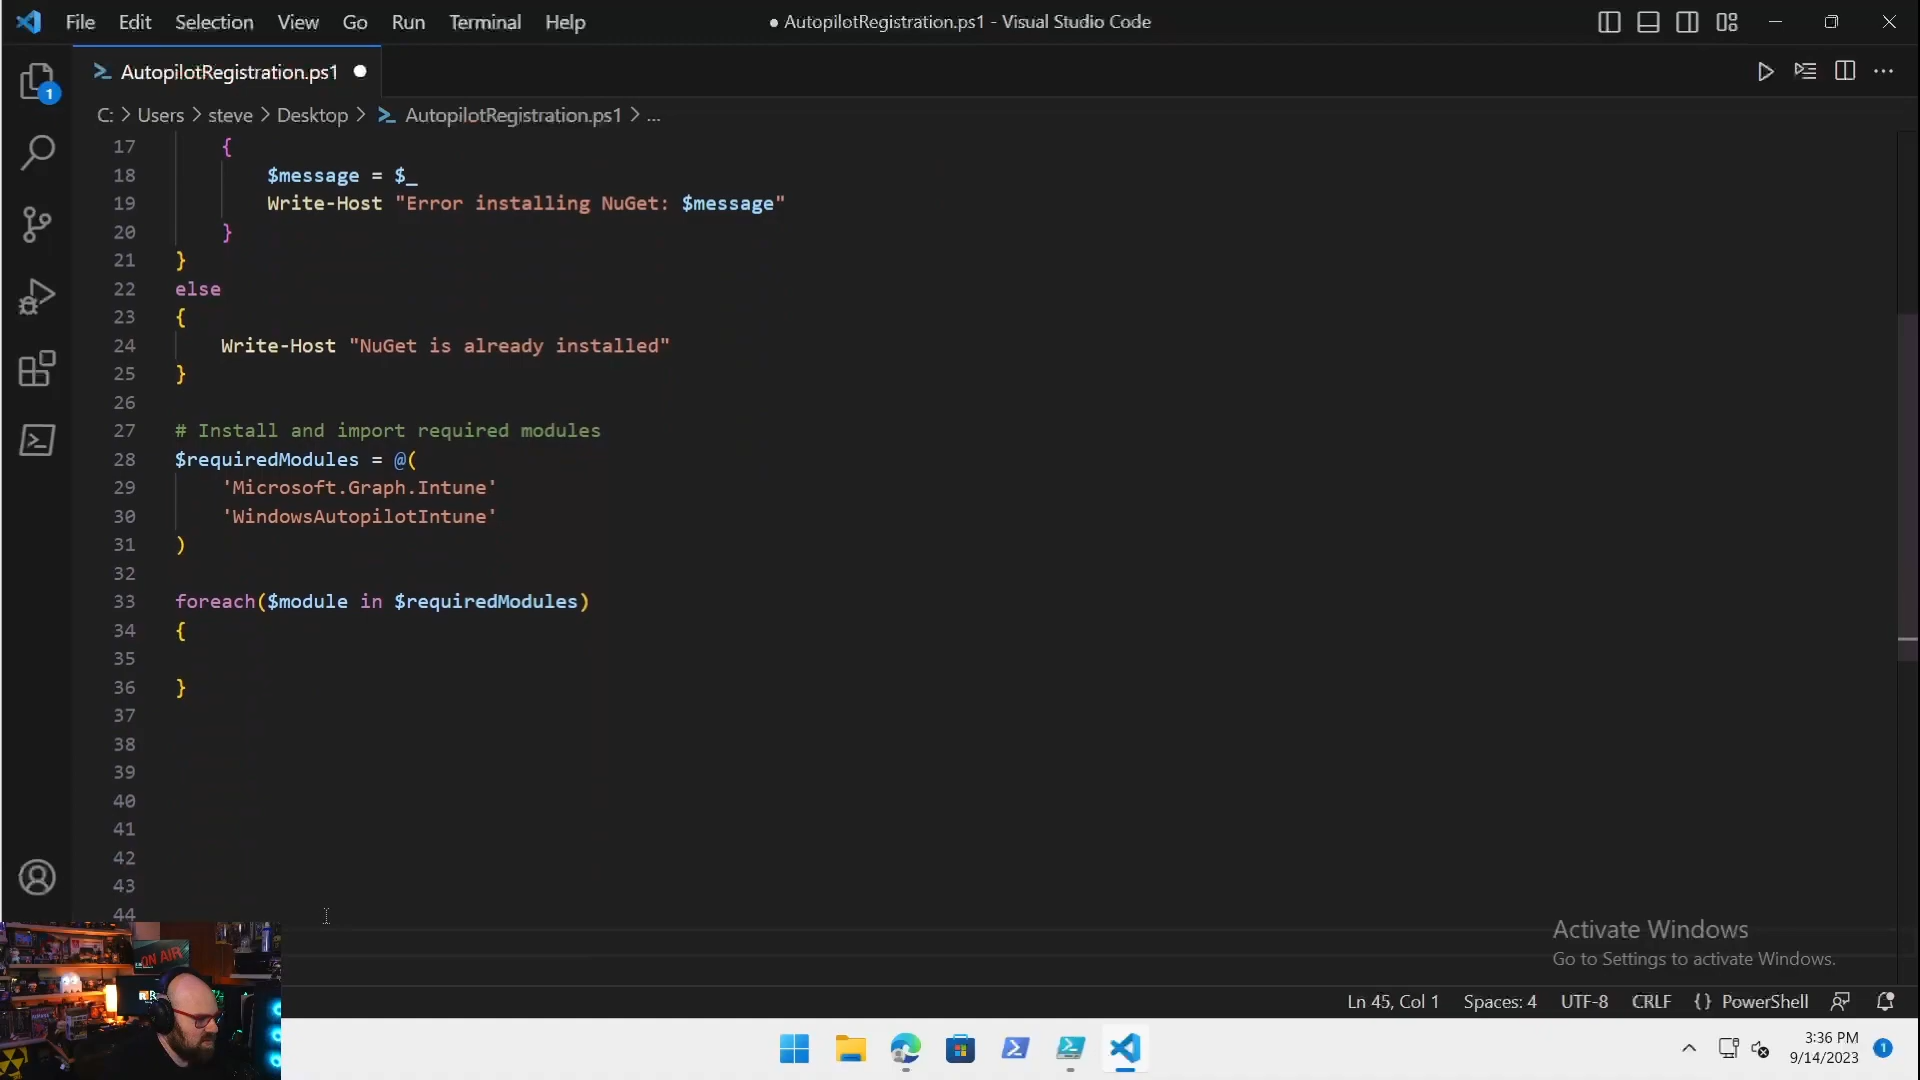 File Edit Selection View Go Run Terminal Help
● AutopilotRegistration.ps1 - Visual Studio Code
AutopilotRegistration.ps1 ●
1
C: > Users > steve > Desktop > AutopilotRegistration.ps1 > ...
17 {
18 $message = $_
19 Write-Host "Error installing NuGet: $message"
20 }
21 }
22 else
23 {
24 Write-Host "NuGet is already installed"
25 }
26
27 # Install and import required modules
28 $requiredModules = @(
29 'Microsoft.Graph.Intune'
30 'WindowsAutopilotIntune'
31 )
32
33 foreach($module in $requiredModules)
34 {
35
36 }
37
38
39
40
41
42
43
44
ON AIR
Activate Windows
Go to Settings to activate Windows.
Ln 45, Col 1 Spaces: 4 UTF-8 CRLF {} PowerShell
3:36 PM
9/14/2023
1